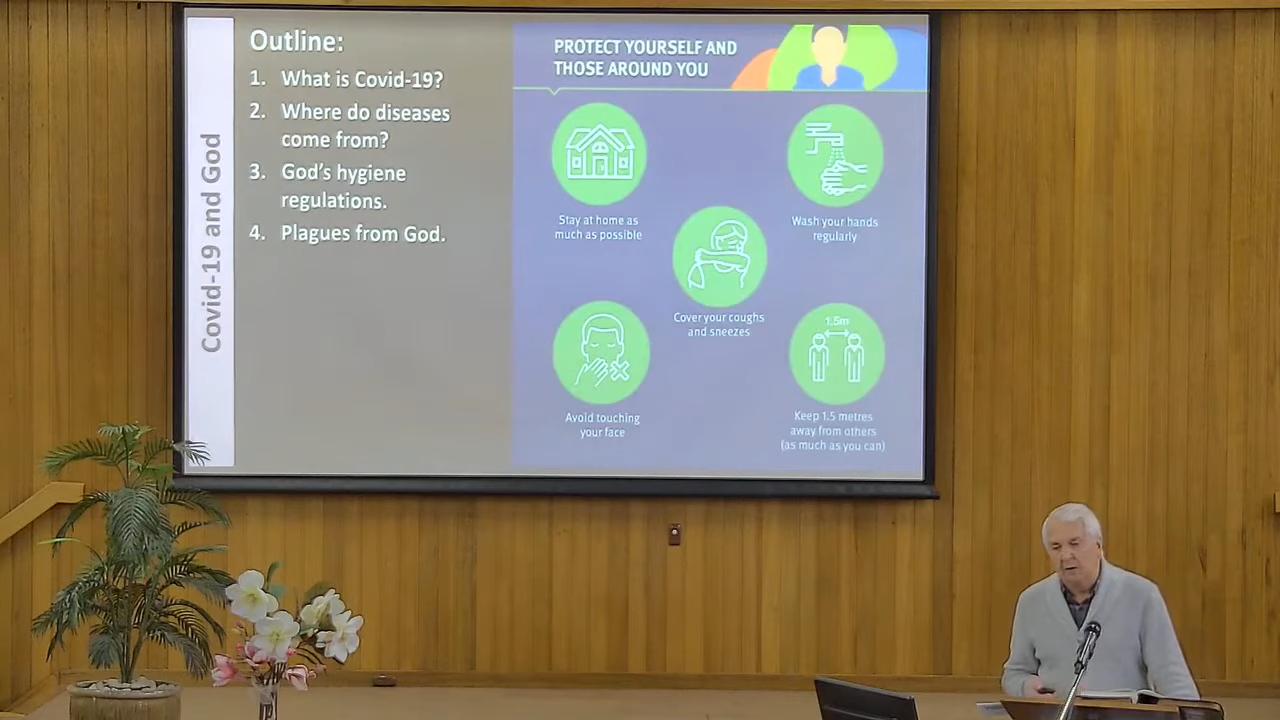 Covid-19 and God
Outline:
1. What is Covid-19?
2. Where do diseases
come from?
3. God's hygiene
regulations.
4. Plagues from God.
PROTECT YOURSELF AND
THOSE AROUND YOU
Stay at home as
much as possible
Wash your hands
regularly
Cover your coughs
and sneezes
Avoid touching
your face
1.5m
Keep 1.5 metres
away from others
(as much as you can)